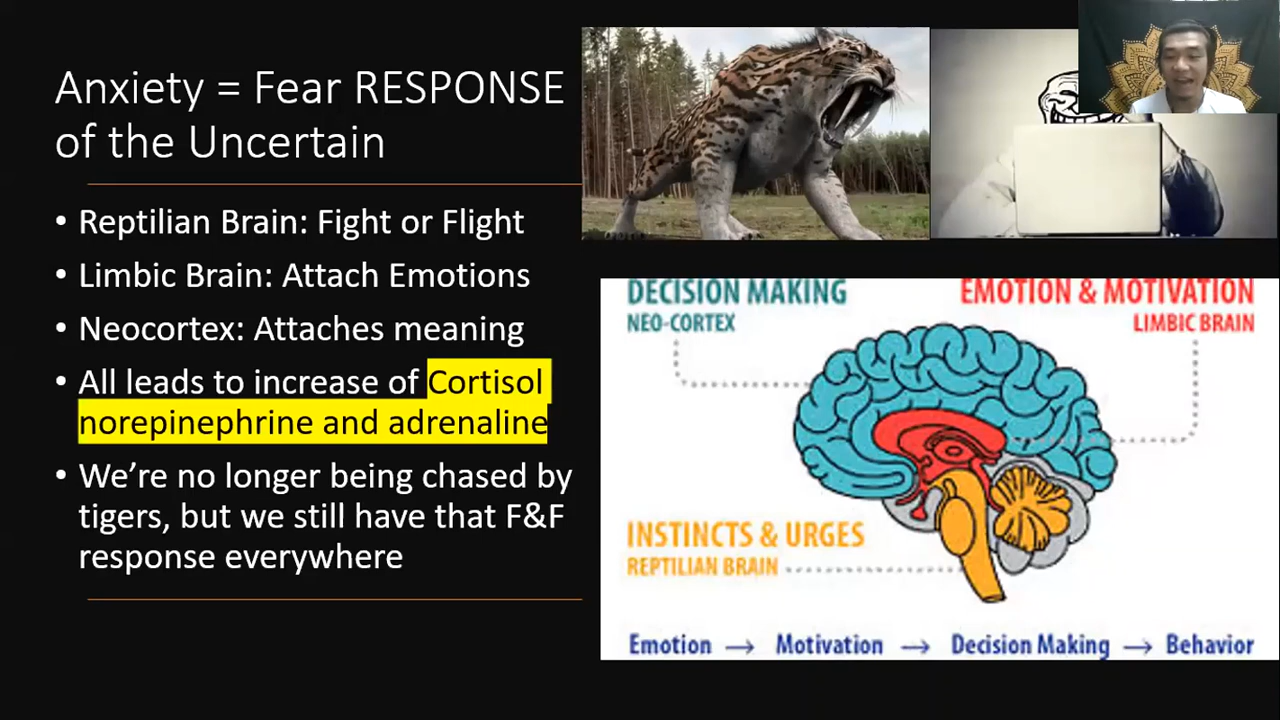 Anxiety = Fear RESPONSE
of the Uncertain
• Reptilian Brain: Fight or Flight
• Limbic Brain: Attach Emotions
• Neocortex: Attaches meaning
• All leads to increase of Cortisol
norepinephrine and adrenaline
• We’re no longer being chased by
tigers, but we still have that F&F
response everywhere
DECISION MAKING
NEO-CORTEX
EMOTION & MOTIVATION
LIMBIC BRAIN
INSTINCTS & URGES
REPTILIAN BRAIN
Emotion → Motivation → Decision Making → Behavior